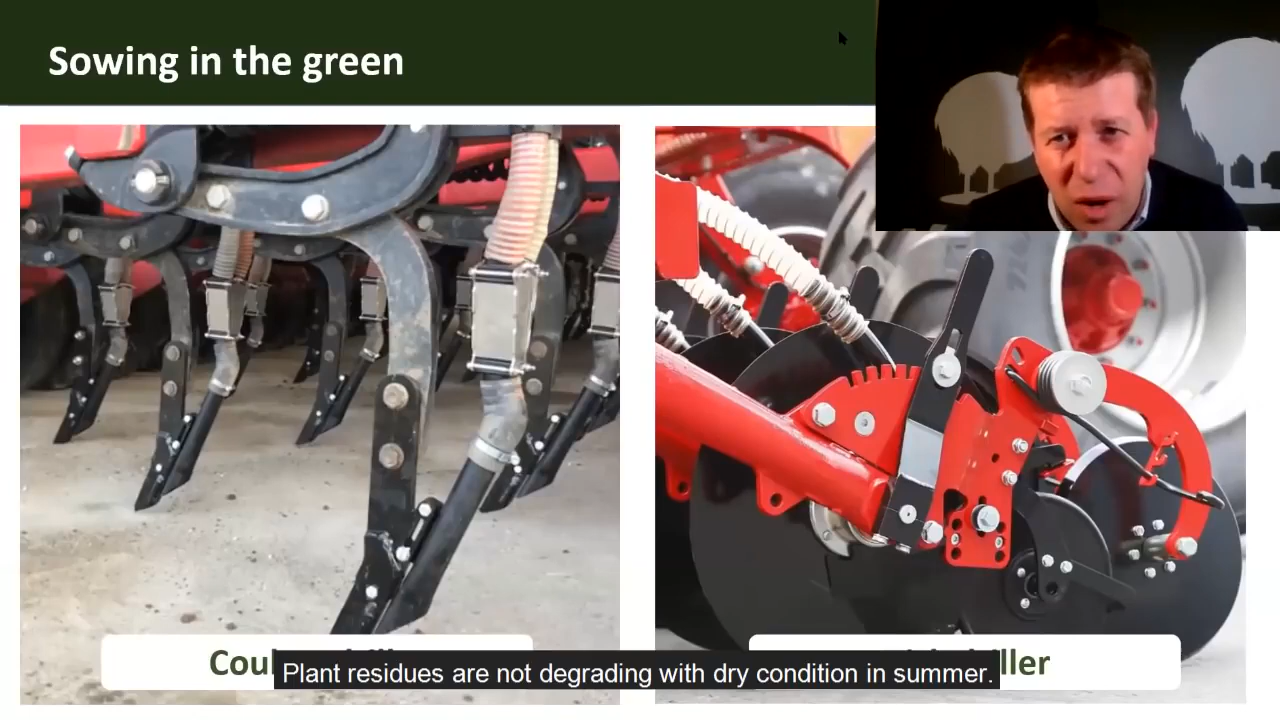 Sowing in the green
Plant residues are not degrading with dry condition in summer.